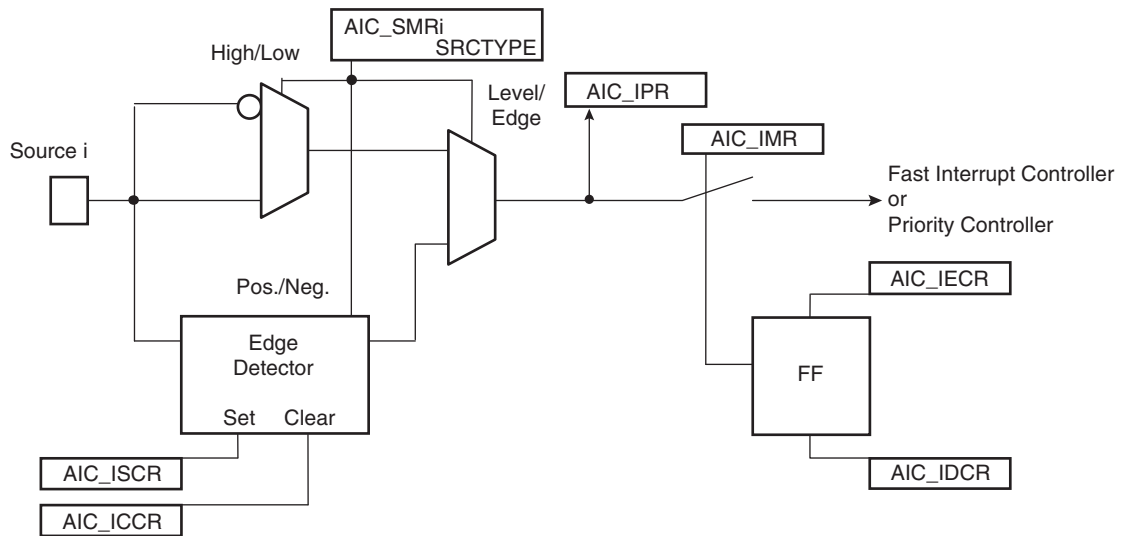 AIC_SMRi
SRCTYPE
High/Low
Level/
Edge
AIC_IPR
AIC_IMR
Source i
Fast Interrupt Controller
or
Priority Controller
Pos./Neg.
AIC_IECR
Edge
Detector
FF
Set Clear
AIC_ISCR
AIC_IDCR
AIC_ICCR